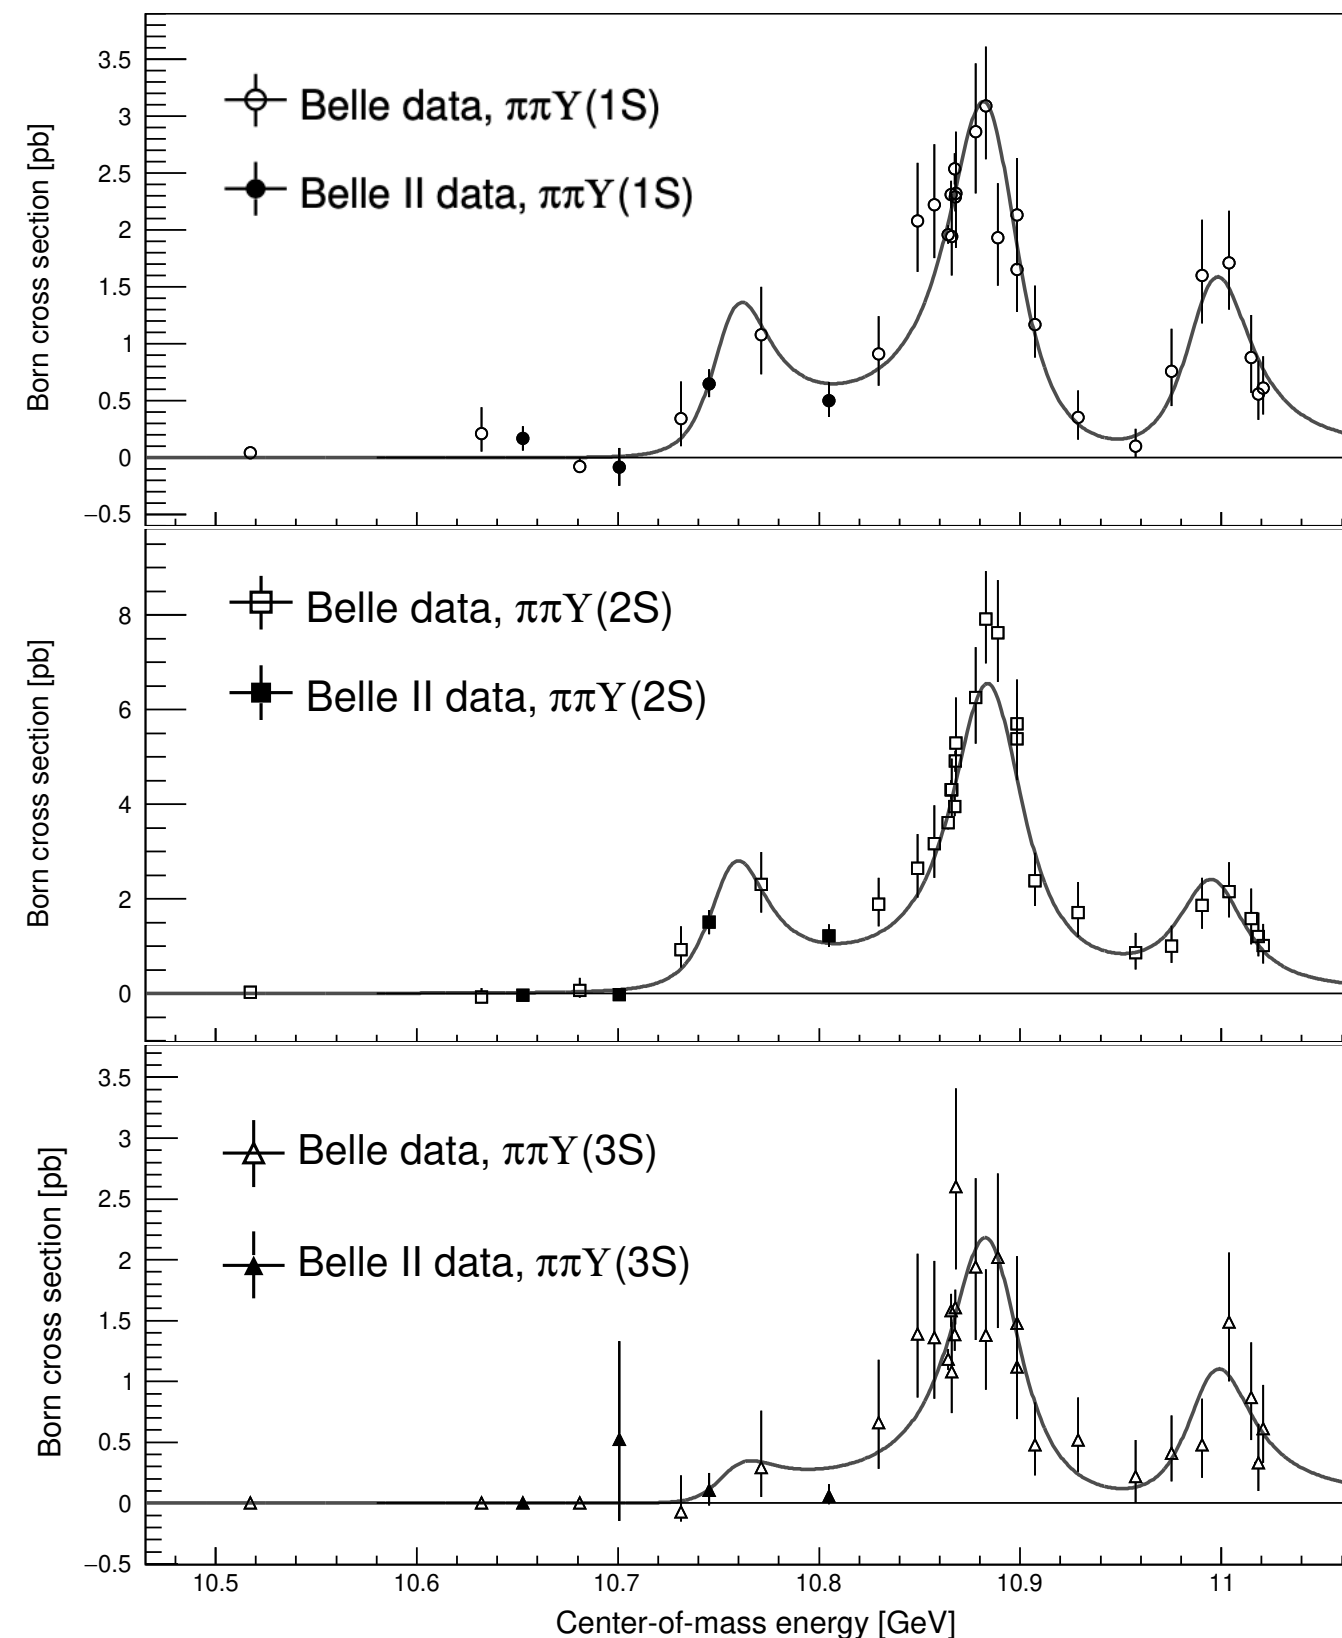 Born cross section [pb]
3.5
3
2.5
2
1.5
1
0.5
0
−0.5
Belle data, ππΥ(1S)
Belle II data, ππΥ(1S)
Born cross section [pb]
8
6
4
2
0
Belle data, ππΥ(2S)
Belle II data, ππΥ(2S)
Born cross section [pb]
3.5
3
2.5
2
1.5
1
0.5
0
−0.5
Belle data, ππΥ(3S)
Belle II data, ππΥ(3S)
10.5 10.6 10.7 10.8 10.9 11
Center-of-mass energy [GeV]